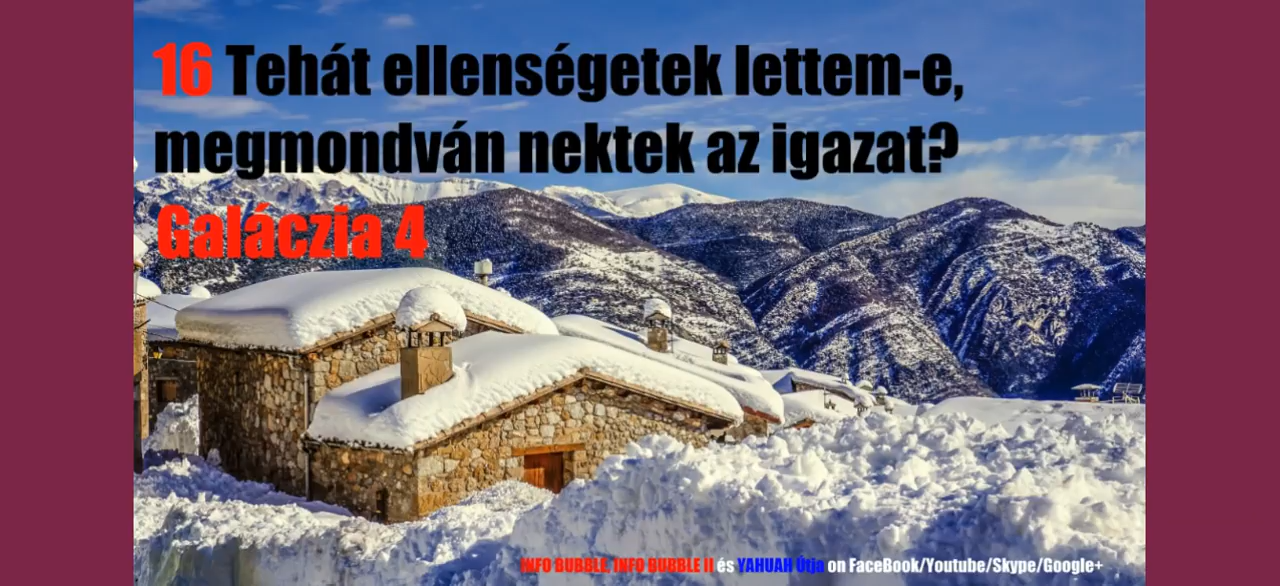 16 Tehát ellenségetek lettem-e,
megmondván nektek az igazat?
Galáczia 4
INFO BUBBLE, INFO BUBBLE II és YAHUAH Útja on FaceBook/Youtube/Skype/Google+